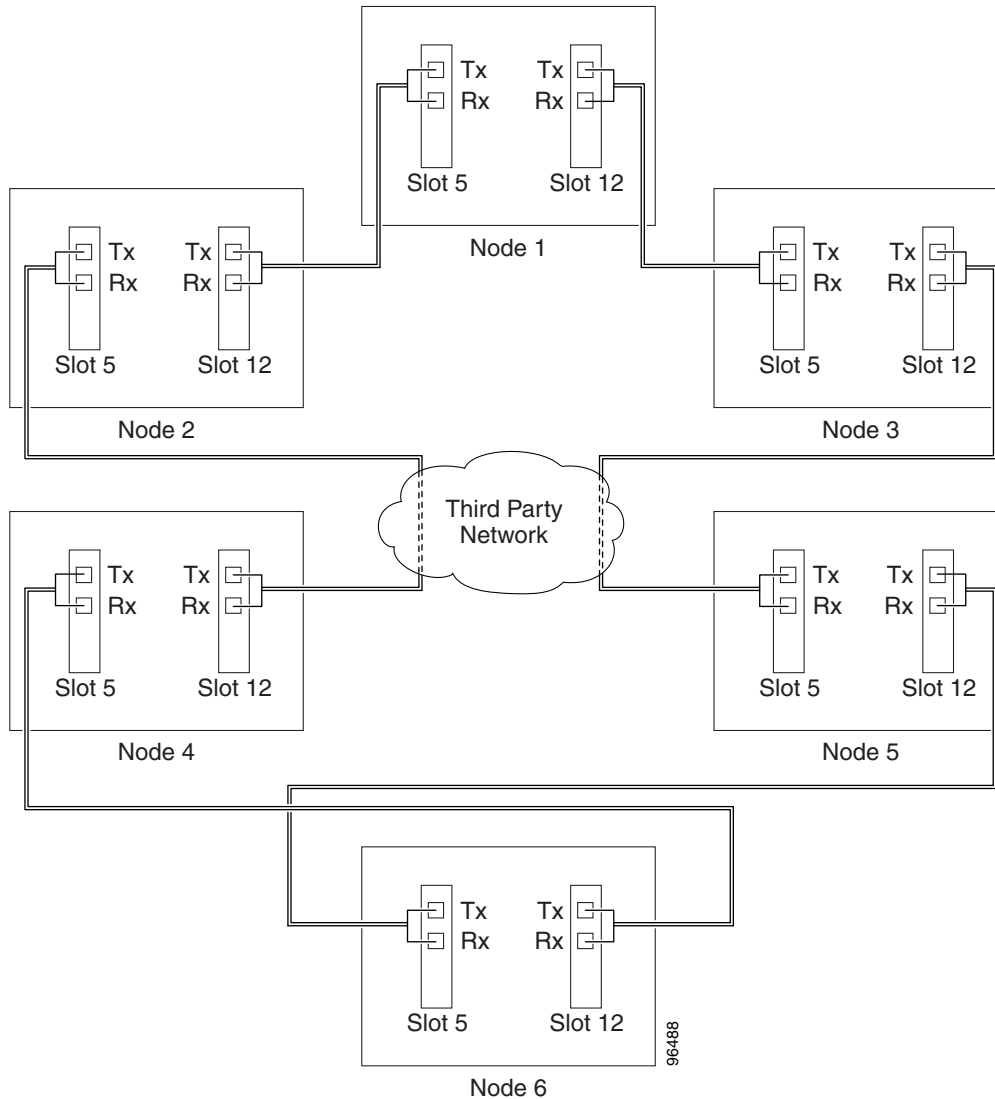 Tx
Tx
Rx
Rx
Slot 5
Slot 12
Node 1
Tx
Tx
Rx
Rx
Slot 5
Slot 12
Node 2
Tx
Tx
Rx
Rx
Slot 5
Slot 12
Node 3
Third Party
Network
Tx
Tx
Rx
Rx
Slot 5
Slot 12
Node 4
Tx
Tx
Rx
Rx
Slot 5
Slot 12
Node 5
Tx
Tx
Rx
Rx
Slot 5
Slot 12
96488
Node 6